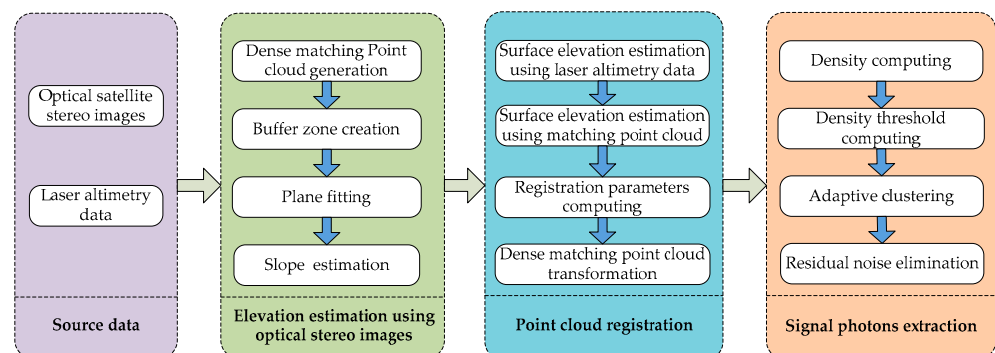 Optical satellite
stereo images
Laser altimetry
data
Source data
Dense matching Point
cloud generation
Buffer zone creation
Plane fitting
Slope estimation
Elevation estimation using
optical stereo images
Surface elevation estimation
using laser altimetry data
Surface elevation estimation
using matching point cloud
Registration parameters
computing
Dense matching point cloud
transformation
Point cloud registration
Density computing
Density threshold
computing
Adaptive clustering
Residual noise elimination
Signal photons extraction